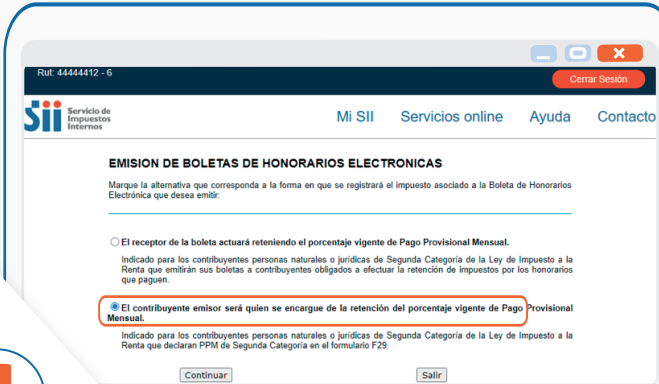 Rut: 44444412 - 6
Cerrar Sesión
sii Servicio de
Impuestos
Internos
Mi SII Servicios online Ayuda Contacto
EMISION DE BOLETAS DE HONORARIOS ELECTRONICAS
Marque la alternativa que corresponda a la forma en que se registrará el impuesto asociado a la Boleta de Honorarios
Electrónica que desea emitir:
El receptor de la boleta actuará reteniendo el porcentaje vigente de Pago Provisional Mensual.
Indicado para los contribuyentes personas naturales o jurídicas de Segunda Categoría de la Ley de Impuesto a la
Renta que emitirán sus boletas a contribuyentes obligados a efectuar la retención de impuestos por los honorarios
que paguen.
El contribuyente emisor será quien se encargue de la retención del porcentaje vigente de Pago Provisional
Mensual.
Indicado para los contribuyentes personas naturales o jurídicas de Segunda Categoría de la Ley de Impuesto a la
Renta que declaran PPM de Segunda Categoría en el formulario F29.
Continuar Salir